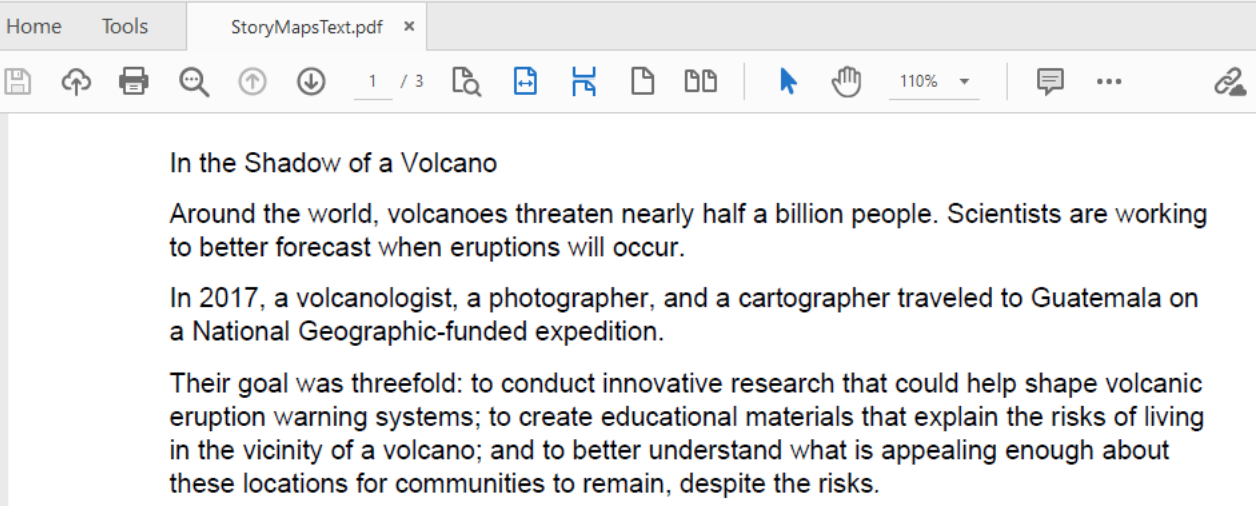 Home Tools StoryMapsText.pdf ×
1 / 3 110%
In the Shadow of a Volcano
Around the world, volcanoes threaten nearly half a billion people. Scientists are working
to better forecast when eruptions will occur.
In 2017, a volcanologist, a photographer, and a cartographer traveled to Guatemala on
a National Geographic-funded expedition.
Their goal was threefold: to conduct innovative research that could help shape volcanic
eruption warning systems; to create educational materials that explain the risks of living
in the vicinity of a volcano; and to better understand what is appealing enough about
these locations for communities to remain, despite the risks.